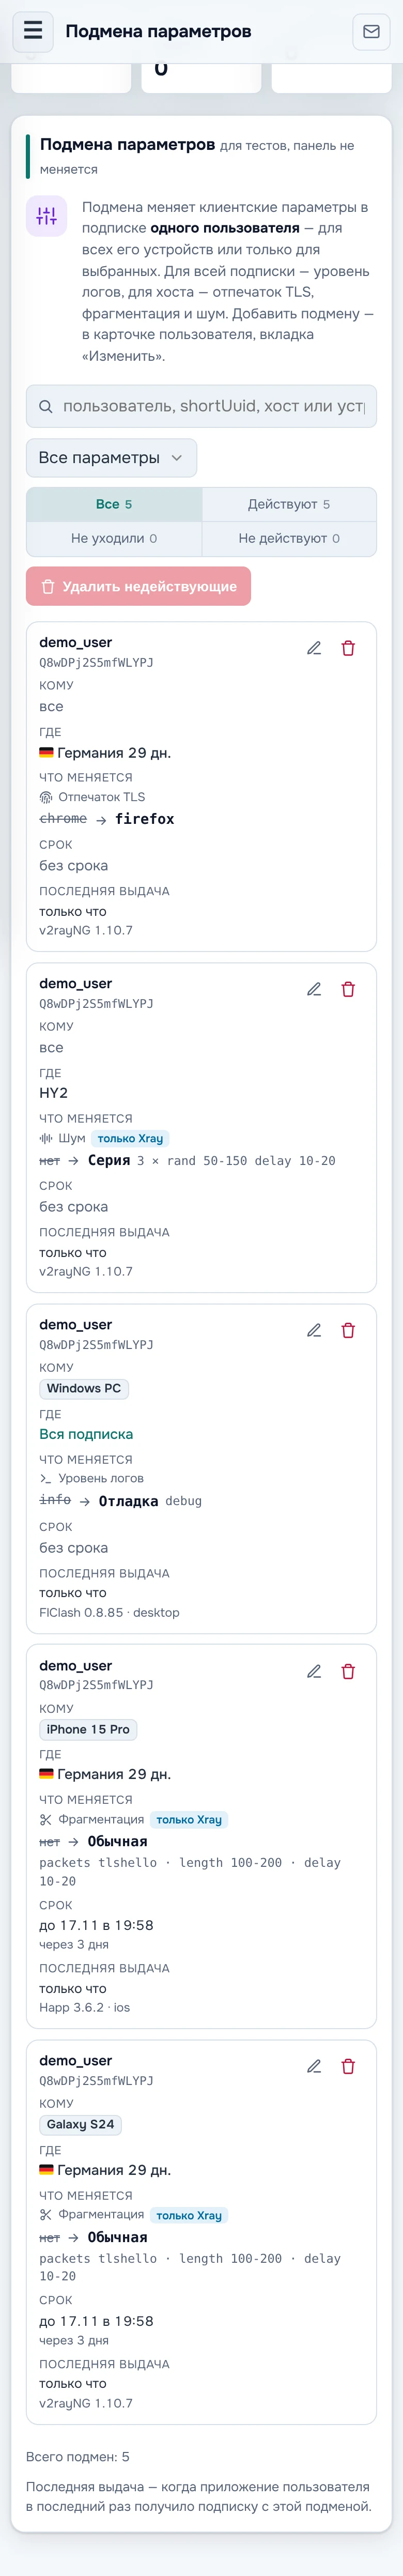 Подмена параметров
0
Подмена параметров для тестов, панель не
меняется
Подмена меняет клиентские параметры в
подписке одного пользователя — для
всех его устройств или только для
выбранных. Для всей подписки — уровень
логов, для хоста — отпечаток TLS,
фрагментация и шум. Добавить подмену —
в карточке пользователя, вкладка
«Изменить».
пользователь, shortUuid, хост или уст
Все параметры
Все 5
Действуют 5
Не уходили 0
Не действуют 0
Удалить недействующие
demo_user
Q8wDPj2S5mfWLYPJ
КОМУ
все
ГДЕ
Германия 29 дн.
ЧТО МЕНЯЕТСЯ
Отпечаток TLS
chrome → firefox
СРОК
без срока
ПОСЛЕДНЯЯ ВЫДАЧА
только что
v2rayNG 1.10.7
demo_user
Q8wDPj2S5mfWLYPJ
КОМУ
все
ГДЕ
HY2
ЧТО МЕНЯЕТСЯ
Шум только Xray
нет → Серия 3 × rand 50-150 delay 10-20
СРОК
без срока
ПОСЛЕДНЯЯ ВЫДАЧА
только что
v2rayNG 1.10.7
demo_user
Q8wDPj2S5mfWLYPJ
КОМУ
Windows PC
ГДЕ
Вся подписка
ЧТО МЕНЯЕТСЯ
Уровень логов
info → Отладка debug
СРОК
без срока
ПОСЛЕДНЯЯ ВЫДАЧА
только что
FlClash 0.8.85 · desktop
demo_user
Q8wDPj2S5mfWLYPJ
КОМУ
iPhone 15 Pro
ГДЕ
Германия 29 дн.
ЧТО МЕНЯЕТСЯ
Фрагментация только Xray
нет → Обычная
packets tlshello · length 100-200 · delay
10-20
СРОК
до 17.11 в 19:58
через 3 дня
ПОСЛЕДНЯЯ ВЫДАЧА
только что
Happ 3.6.2 · ios
demo_user
Q8wDPj2S5mfWLYPJ
КОМУ
Galaxy S24
ГДЕ
Германия 29 дн.
ЧТО МЕНЯЕТСЯ
Фрагментация только Xray
нет → Обычная
packets tlshello · length 100-200 · delay
10-20
СРОК
до 17.11 в 19:58
через 3 дня
ПОСЛЕДНЯЯ ВЫДАЧА
только что
v2rayNG 1.10.7
Всего подмен: 5
Последняя выдача — когда приложение пользователя
в последний раз получило подписку с этой подменой.